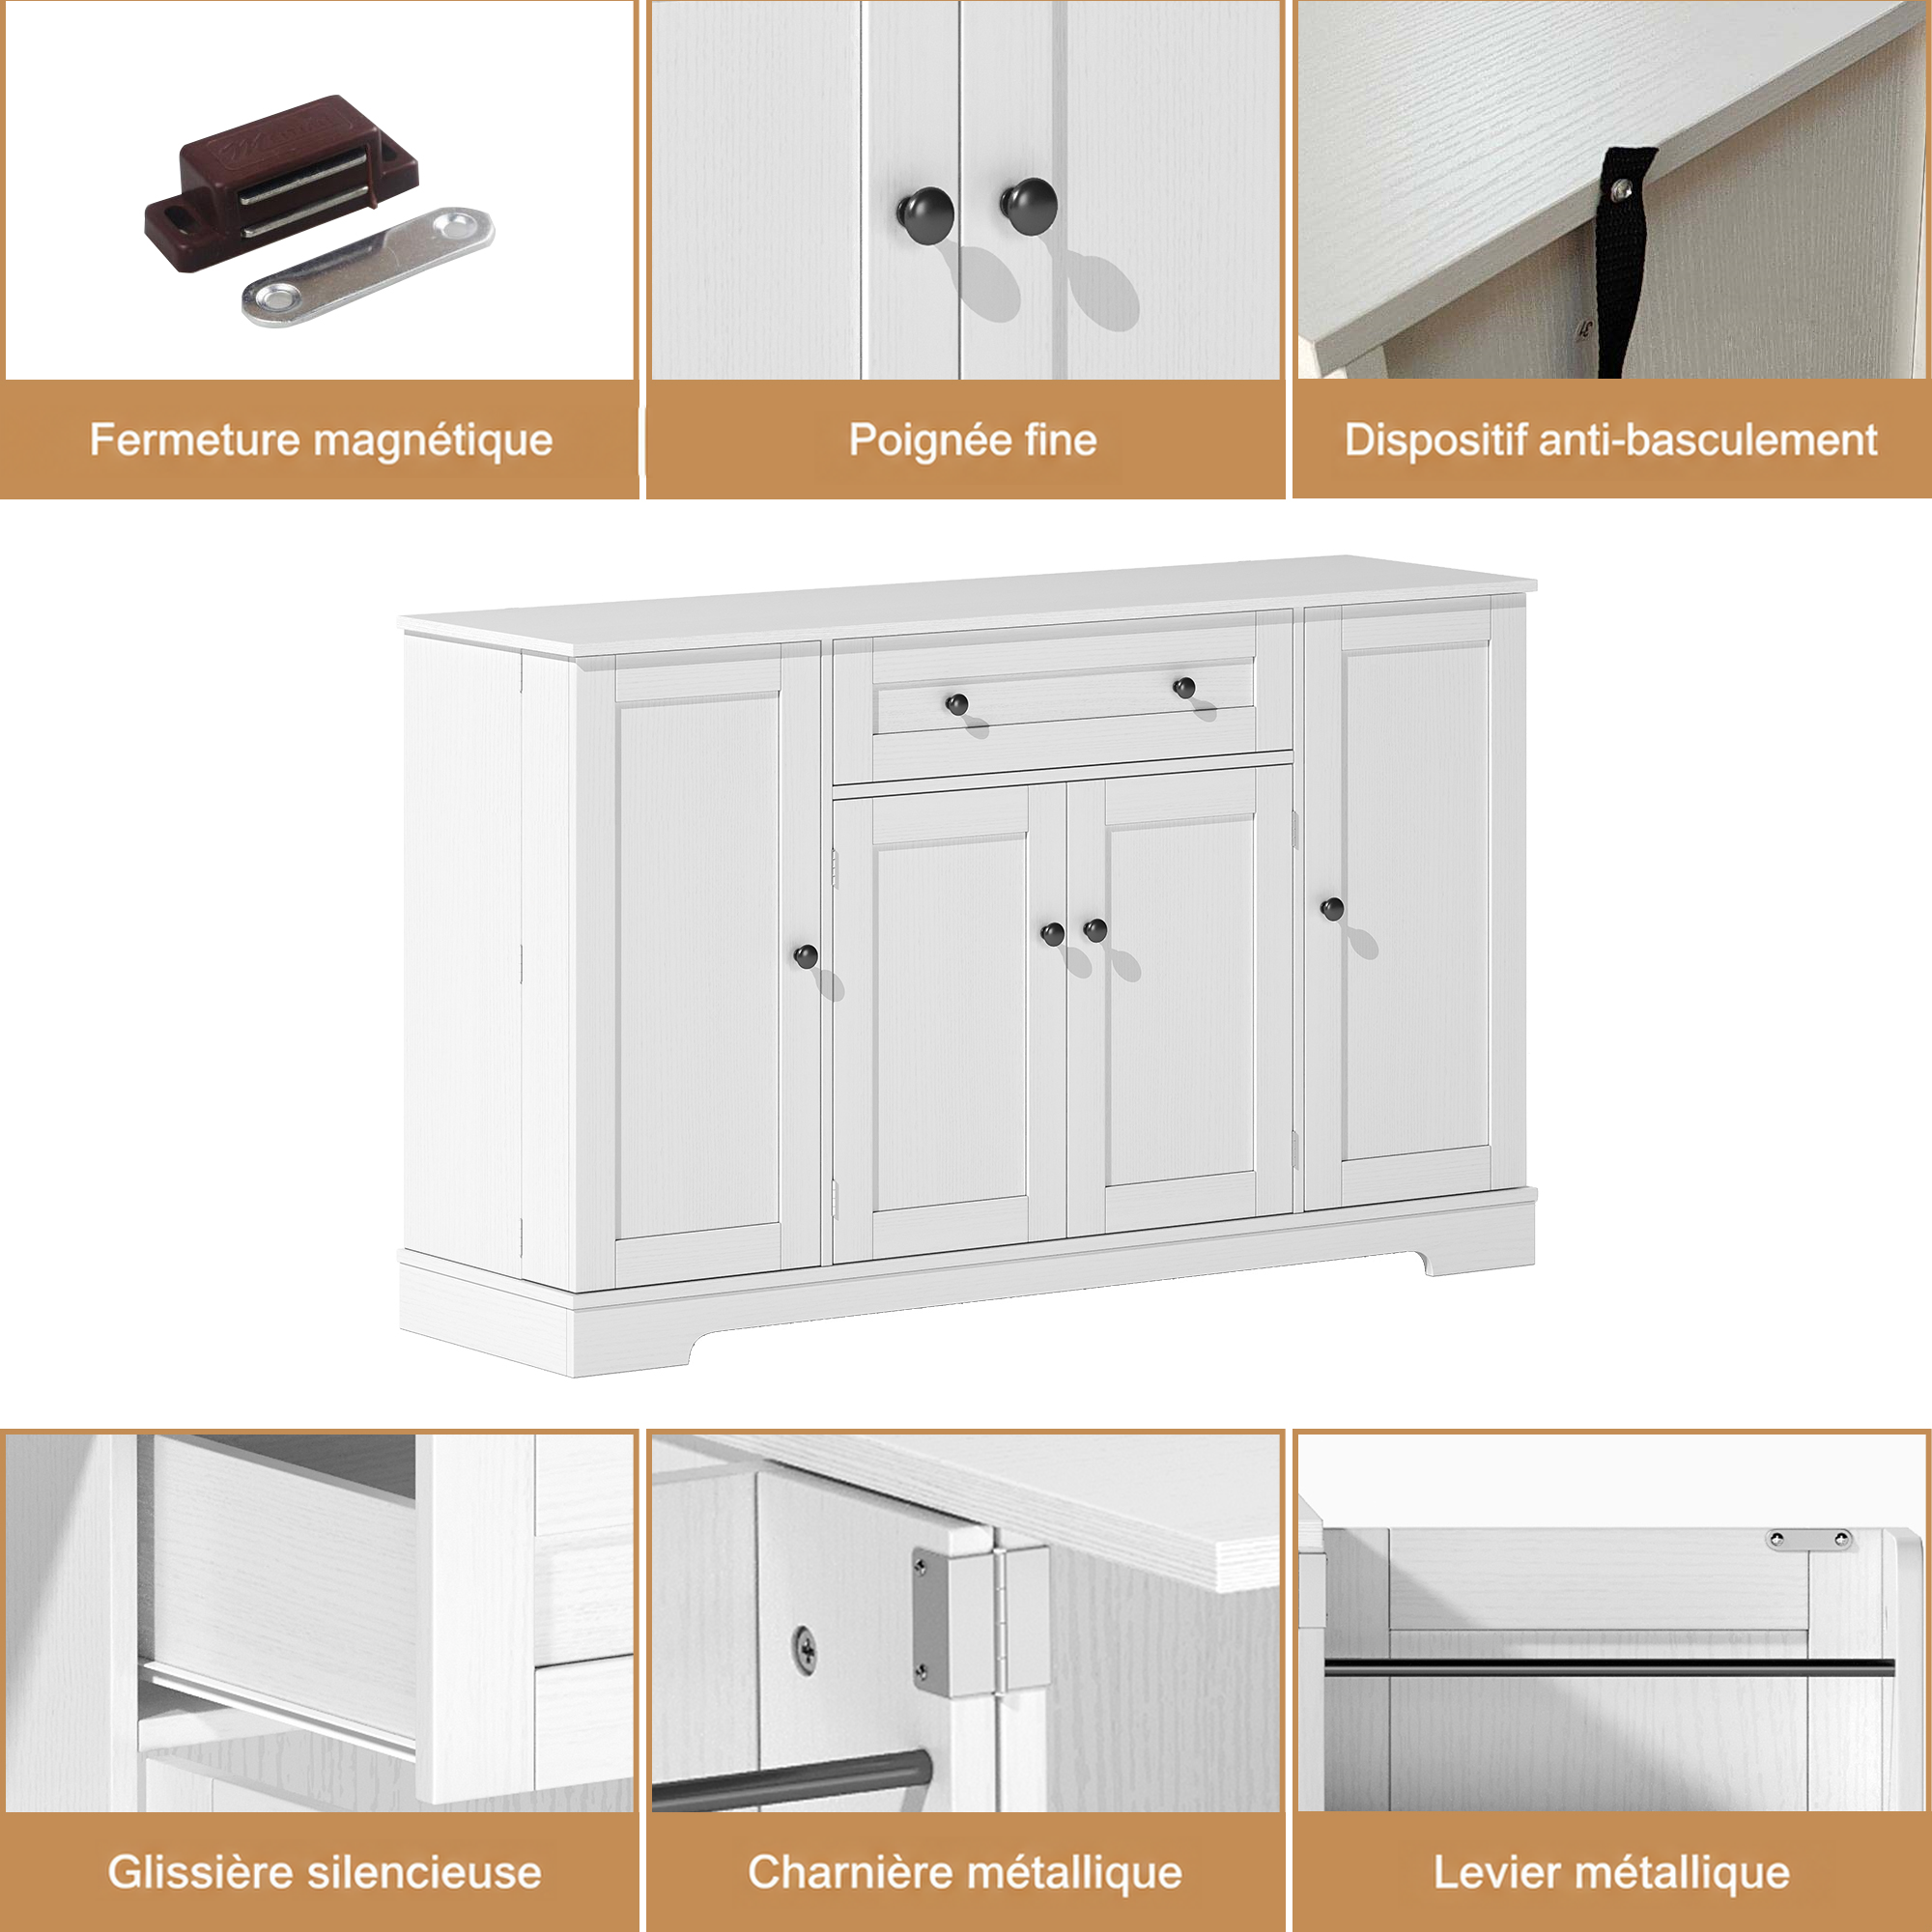 Fermeture magnétique
Poignée fine
Dispositif anti-basculement
Glissière silencieuse
Charnière métallique
Levier métallique